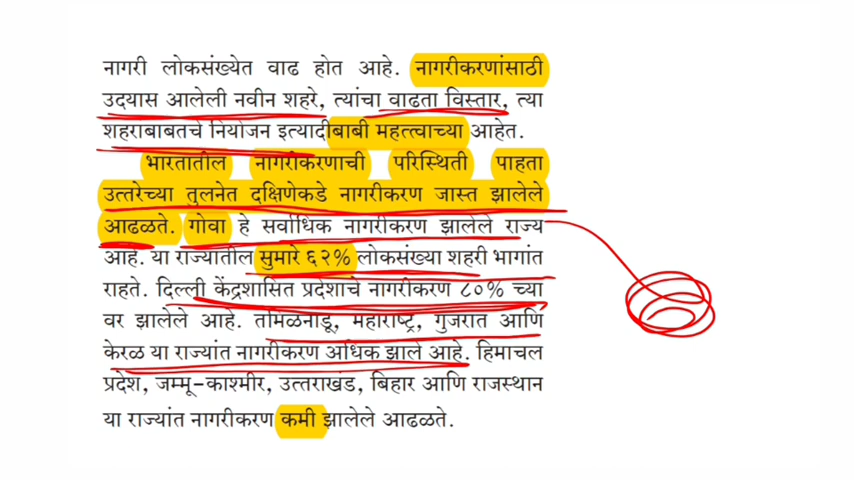 नागरी लोकसंख्येत वाढ होत आहे. नागरीकरणांसाठी
उदयास आलेली नवीन शहरे, त्यांचा वाढता विस्तार, त्या
शहराबाबतचे नियोजन इत्यादीबाबी महत्त्वाच्या आहेत.
भारतातील नागरीकरणाची परिस्थिती पाहता
उत्तरेच्या तुलनेत दक्षिणेकडे नागरीकरण जास्त झालेले
आढळते. गोवा हे सर्वाधिक नागरीकरण झालेले राज्य
आहे. या राज्यातील सुमारे ६२% लोकसंख्या शहरी भागांत
राहते. दिल्ली केंद्रशासित प्रदेशाचे नागरीकरण ८०% च्या
वर झालेले आहे. तमिळनाडू, महाराष्ट्र, गुजरात आणि
केरळ या राज्यांत नागरीकरण अधिक झाले आहे. हिमाचल
प्रदेश, जम्मू-काश्मीर, उत्तराखंड, बिहार आणि राजस्थान
या राज्यांत नागरीकरण कमी झालेले आढळते.